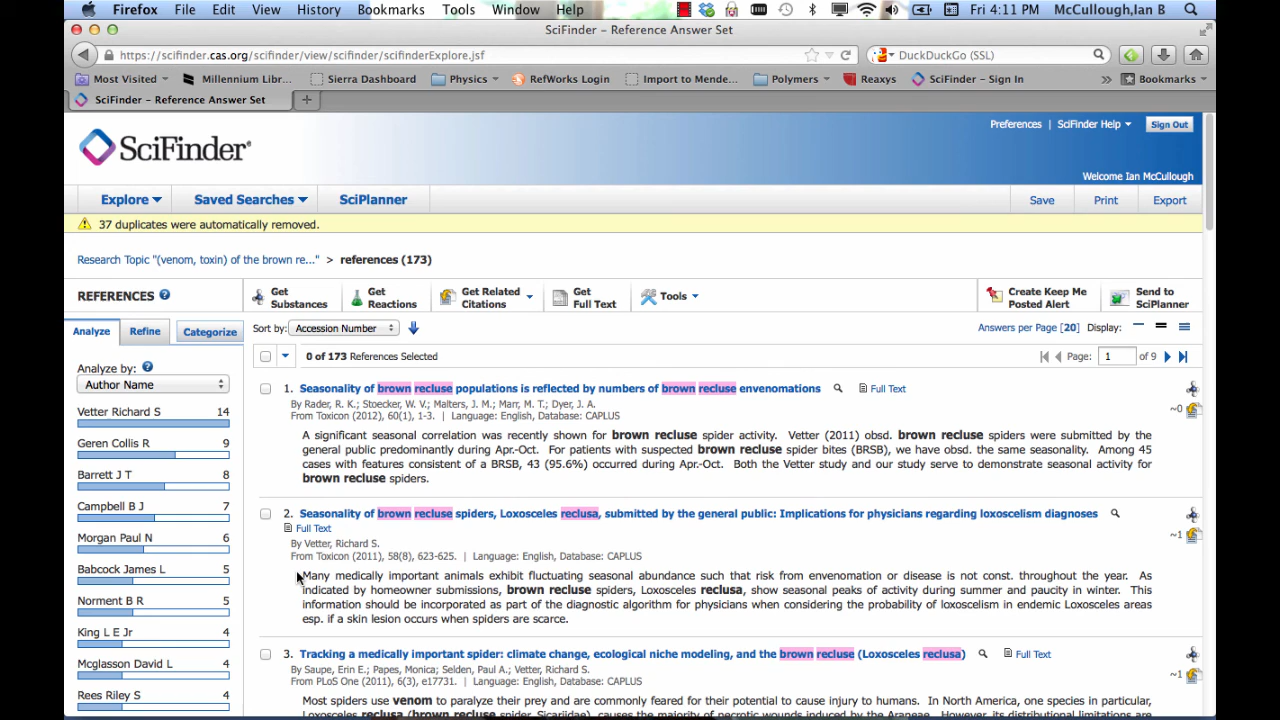 Firefox File Edit View History Bookmarks Tools Window Help Fri 4:11 PM McCullough,Ian B
SciFinder – Reference Answer Set
https://scifinder.cas.org/scifinder/view/scifinder/scifinderExplore.jsf DuckDuckGo (SSL)
Most Visited Millennium Libr... Sierra Dashboard Physics RefWorks Login Import to Mende... Polymers Reaxys SciFinder – Sign In Bookmarks
SciFinder – Reference Answer Set
Preferences | SciFinder Help Sign Out
SciFinder
Welcome Ian McCullough
Explore Saved Searches SciPlanner Save Print Export
37 duplicates were automatically removed.
Research Topic "(venom, toxin) of the brown re..." > references (173)
REFERENCES Get Substances Get Reactions Get Related Citations Get Full Text Tools Create Keep Me Posted Alert Send to SciPlanner
Analyze Refine Categorize Sort by: Accession Number Answers per Page [20] Display:
0 of 173 References Selected Page: 1 of 9
Analyze by:
Author Name
Vetter Richard S 14
Geren Collis R 9
Barrett J T 8
Campbell B J 7
Morgan Paul N 6
Babcock James L 5
Norment B R 5
King L E Jr 4
Mcglasson David L 4
Rees Riley S 4
1. Seasonality of brown recluse populations is reflected by numbers of brown recluse envenomations Full Text
By Rader, R. K.; Stoecker, W. V.; Malters, J. M.; Marr, M. T.; Dyer, J. A.
From Toxicon (2012), 60(1), 1-3. | Language: English, Database: CAPLUS
~0
A significant seasonal correlation was recently shown for brown recluse spider activity. Vetter (2011) obsd. brown recluse spiders were submitted by the
general public predominantly during Apr.-Oct. For patients with suspected brown recluse spider bites (BRSB), we have obsd. the same seasonality. Among 45
cases with features consistent of a BRSB, 43 (95.6%) occurred during Apr.-Oct. Both the Vetter study and our study serve to demonstrate seasonal activity for
brown recluse spiders.
2. Seasonality of brown recluse spiders, Loxosceles reclusa, submitted by the general public: Implications for physicians regarding loxoscelism diagnoses
Full Text
~1
By Vetter, Richard S.
From Toxicon (2011), 58(8), 623-625. | Language: English, Database: CAPLUS
Many medically important animals exhibit fluctuating seasonal abundance such that risk from envenomation or disease is not const. throughout the year. As
indicated by homeowner submissions, brown recluse spiders, Loxosceles reclusa, show seasonal peaks of activity during summer and paucity in winter. This
information should be incorporated as part of the diagnostic algorithm for physicians when considering the probability of loxoscelism in endemic Loxosceles areas
esp. if a skin lesion occurs when spiders are scarce.
3. Tracking a medically important spider: climate change, ecological niche modeling, and the brown recluse (Loxosceles reclusa) Full Text
By Saupe, Erin E.; Papes, Monica; Selden, Paul A.; Vetter, Richard S.
From PLoS One (2011), 6(3), e17731. | Language: English, Database: CAPLUS
~1
Most spiders use venom to paralyze their prey and are commonly feared for their potential to cause injury to humans. In North America, one species in particular,
Loxosceles reclusa (brown recluse spider, Sicariidae), causes the majority of necrotic wounds induced by the Araneae. However, its distributional limitations are